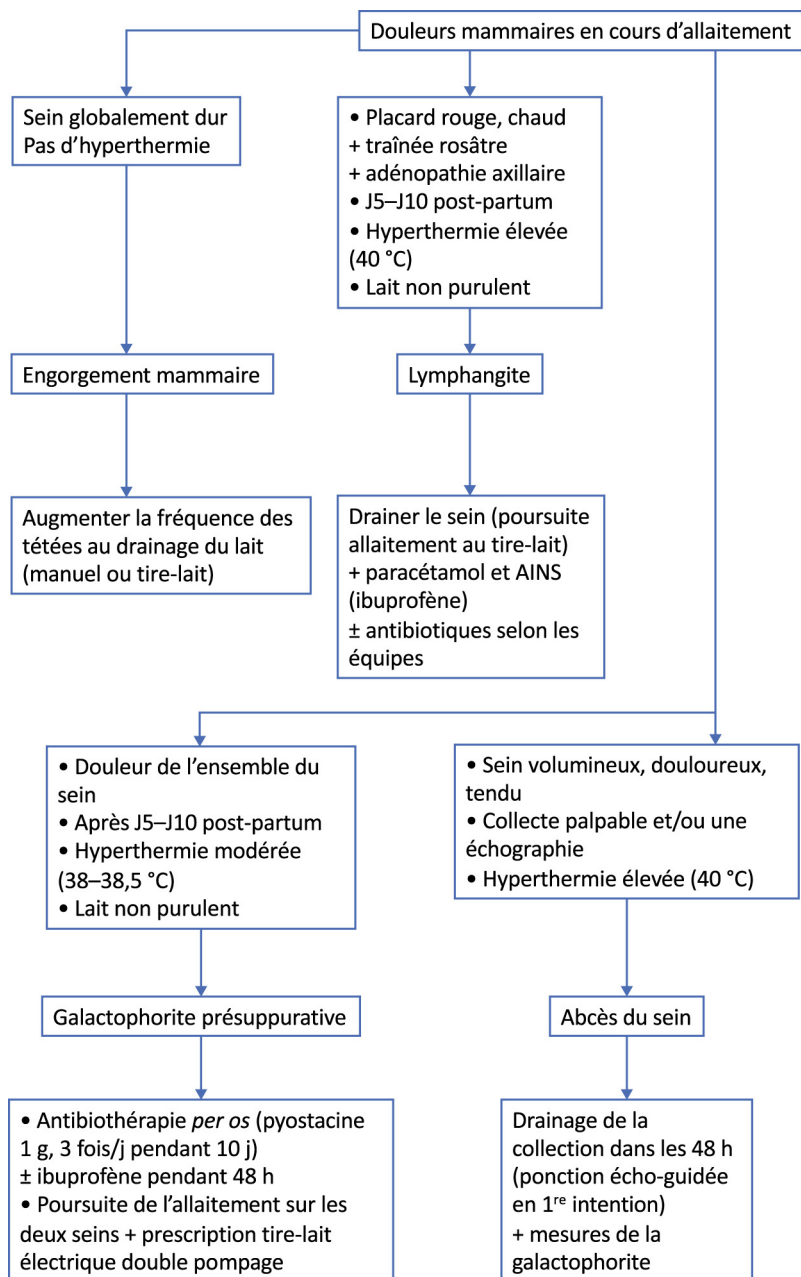 Douleurs mammaires en cours d’allaitement
Sein globalement dur
Pas d’hyperthermie
• Placard rouge, chaud
+ traînée rosâtre
+ adénopathie axillaire
• J5–J10 post-partum
• Hyperthermie élevée
(40 °C)
• Lait non purulent
Engorgement mammaire
Lymphangite
Augmenter la fréquence des
tétées au drainage du lait
(manuel ou tire-lait)
Drainer le sein (poursuite
allaitement au tire-lait)
+ paracétamol et AINS
(ibuprofène)
± antibiotiques selon les
équipes
• Douleur de l’ensemble du
sein
• Après J5–J10 post-partum
• Hyperthermie modérée
(38–38,5 °C)
• Lait non purulent
• Sein volumineux, douloureux,
tendu
• Collecte palpable et/ou une
échographie
• Hyperthermie élevée (40 °C)
Galactophorite présuppurative
Abcès du sein
• Antibiothérapie per os (pyostacine
1 g, 3 fois/j pendant 10 j)
± ibuprofène pendant 48 h
• Poursuite de l’allaitement sur les
deux seins + prescription tire-lait
électrique double pompage
Drainage de la
collection dans les 48 h
(ponction écho-guidée
en 1re intention)
+ mesures de la
galactophorite